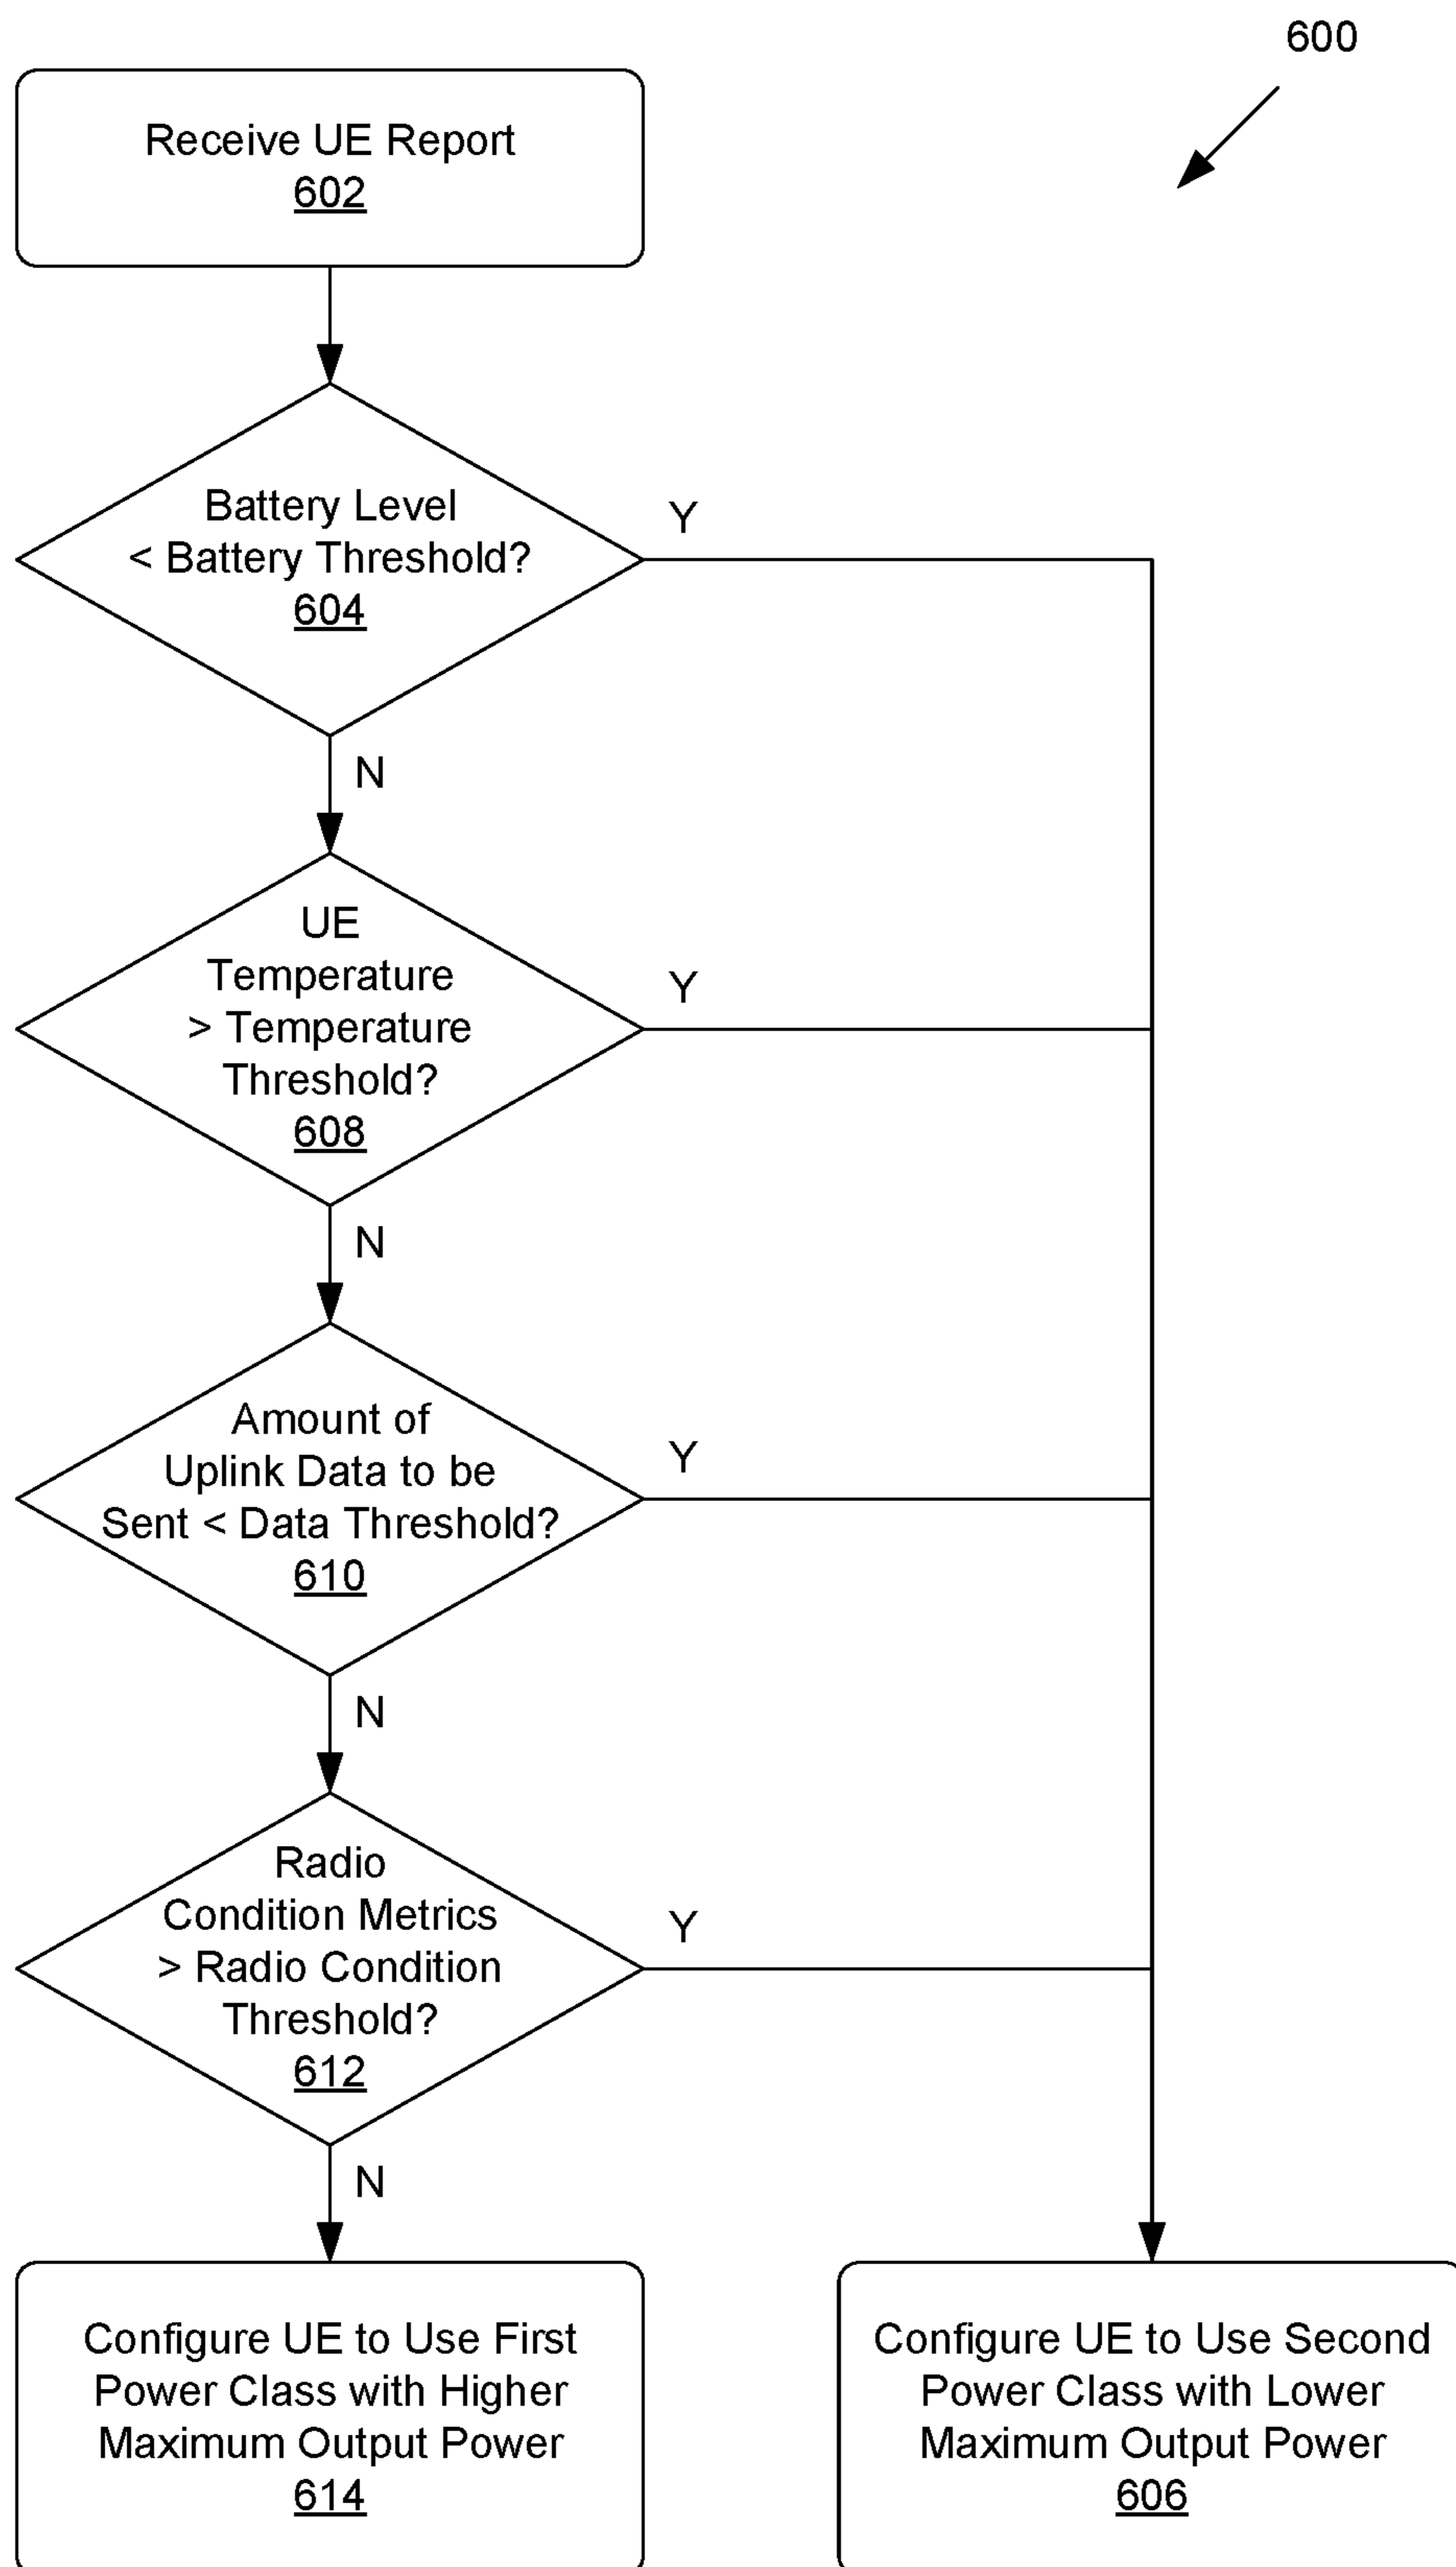 600
Receive UE Report
602
Battery Level
< Battery Threshold?
604
Y
N
UE
Temperature
> Temperature
Threshold?
608
Y
N
Amount of
Uplink Data to be
Sent < Data Threshold?
610
Y
N
Radio
Condition Metrics
> Radio Condition
Threshold?
612
Y
N
Configure UE to Use First
Power Class with Higher
Maximum Output Power
614
Configure UE to Use Second
Power Class with Lower
Maximum Output Power
606